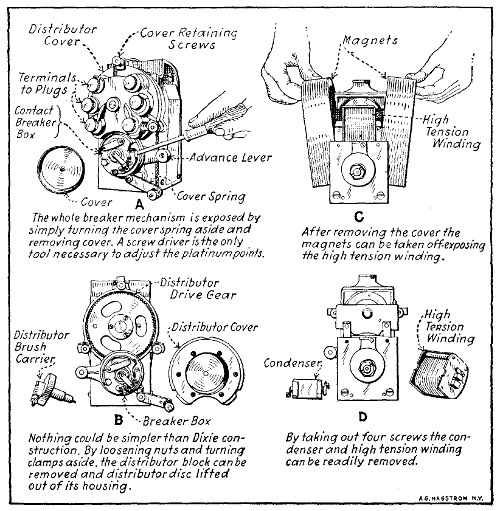 Distributor
Cover
Cover Retaining
Screws
Terminals
to Plugs
Contact
Breaker
Box
Advance Lever
Cover Spring
Cover
A
The whole breaker mechanism is exposed by
simply turning the cover spring aside and
removing cover. A screw driver is the only
tool necessary to adjust the platinum points.
Magnets
High
Tension
Winding
C
After removing the cover the
magnets can be taken off-exposing
the high tension winding.
Distributor
Drive Gear
Distributor
Brush
Carrier
Distributor Cover
Breaker Box
B
Nothing could be simpler than Dixie con-
struction. By loosening nuts and turning
clamps aside, the distributor block can be
removed and distributor disc lifted
out of its housing.
High
Tension
Winding
Condenser
D
By taking out four screws the con-
denser and high tension winding
can be readily removed.
A.G. HAGSTROM N.Y.